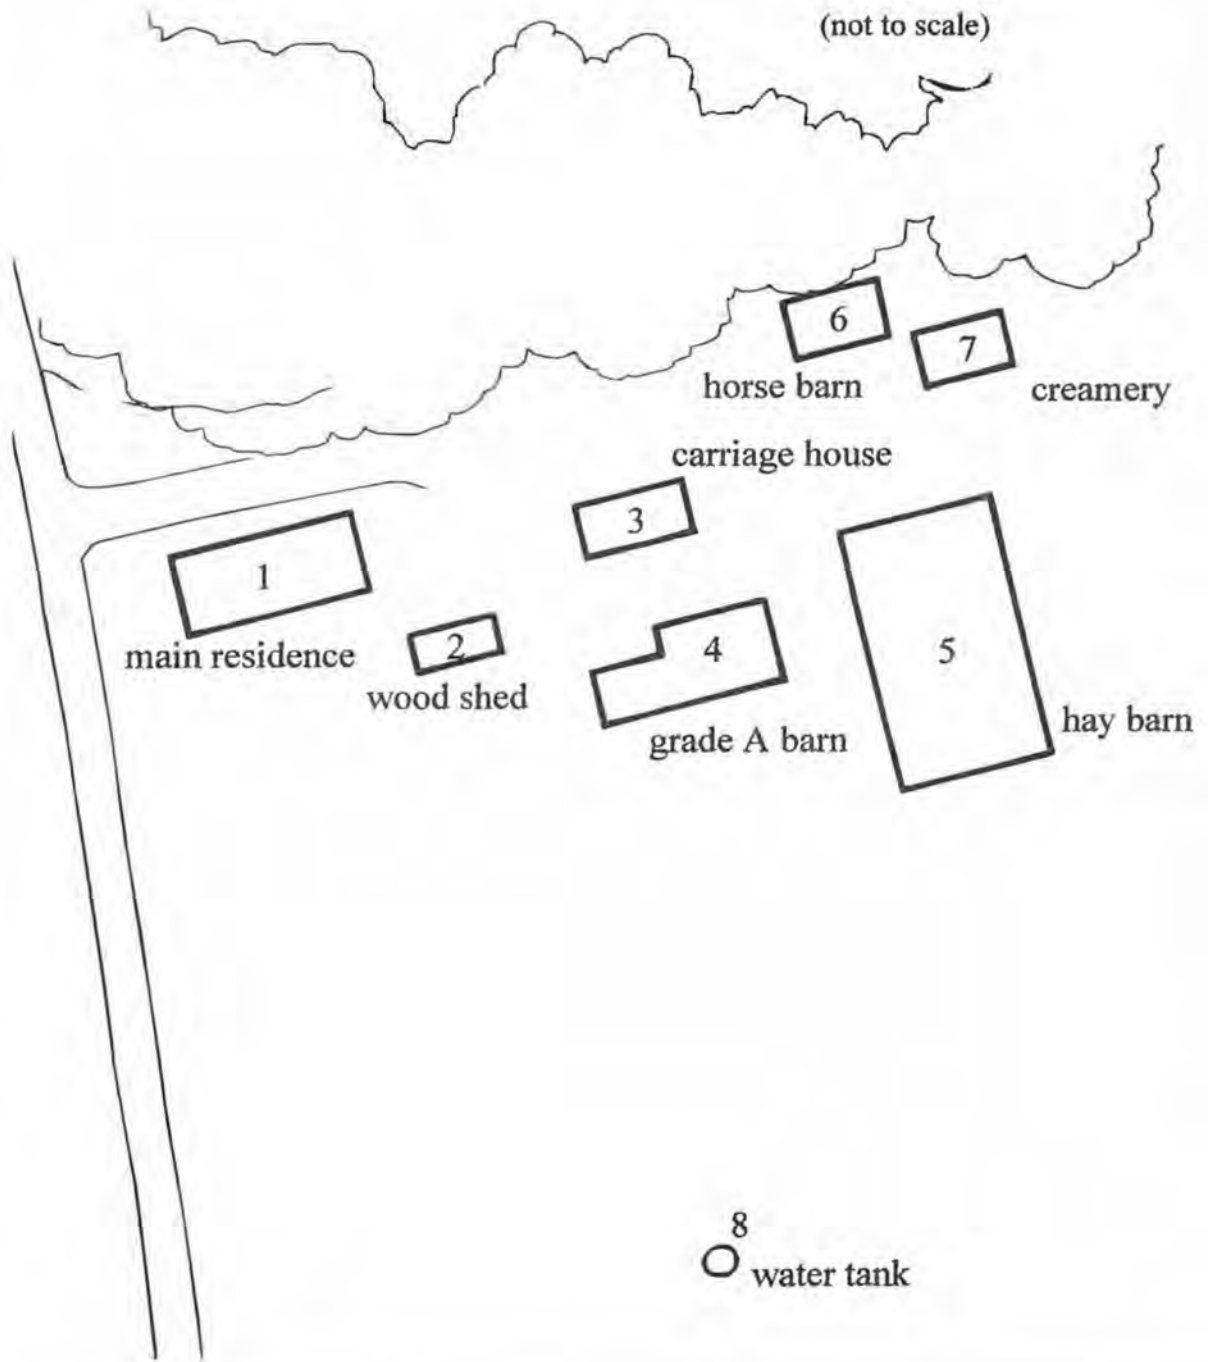 (not to scale)
6
7
horse barn
creamery
carriage house
3
1
main residence
2
wood shed
4
5
grade A barn
hay barn
8
water tank